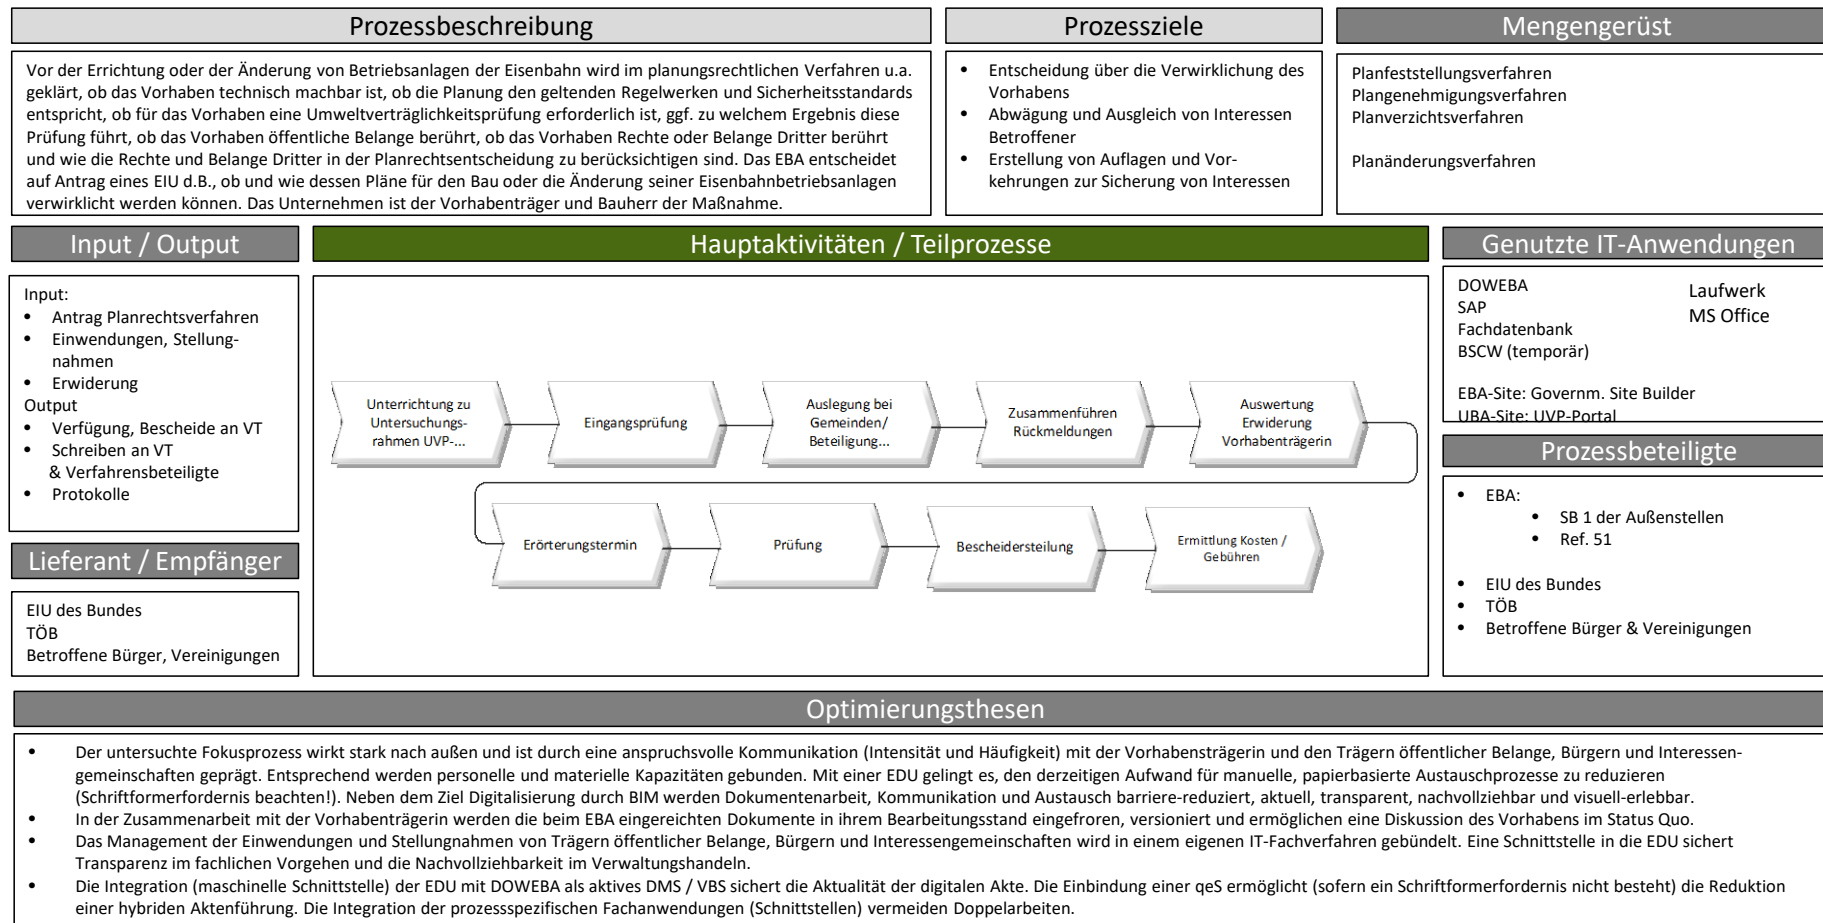 Prozessbeschreibung
Vor der Errichtung oder der Änderung von Betriebsanlagen der Eisenbahn wird im planungsrechtlichen Verfahren u.a.
geklärt, ob das Vorhaben technisch machbar ist, ob die Planung den geltenden Regelwerken und Sicherheitsstandards
entspricht, ob für das Vorhaben eine Umweltverträglichkeitsprüfung erforderlich ist, ggf. zu welchem Ergebnis diese
Prüfung führt, ob das Vorhaben öffentliche Belange berührt, ob das Vorhaben Rechte oder Belange Dritter berührt
und wie die Rechte und Belange Dritter in der Planrechtsentscheidung zu berücksichtigen sind. Das EBA entscheidet
auf Antrag eines EIU d.B., ob und wie dessen Pläne für den Bau oder die Änderung seiner Eisenbahnbetriebsanlagen
verwirklicht werden können. Das Unternehmen ist der Vorhabenträger und Bauherr der Maßnahme.
Prozessziele
• Entscheidung über die Verwirklichung des
Vorhabens
• Abwägung und Ausgleich von Interessen
Betroffener
• Erstellung von Auflagen und Vor-
kehrungen zur Sicherung von Interessen
Mengengerüst
Planfeststellungsverfahren
Plangenehmigungsverfahren
Planverzichtsverfahren
Planänderungsverfahren
Input / Output
Input:
• Antrag Planrechtsverfahren
• Einwendungen, Stellung-
nahmen
• Erwiderung
Output
• Verfügung, Bescheide an VT
• Schreiben an VT
& Verfahrensbeteiligte
• Protokolle
Lieferant / Empfänger
EIU des Bundes
TÖB
Betroffene Bürger, Vereinigungen
Hauptaktivitäten / Teilprozesse
Unterrichtung zu
Untersuchungs-
rahmen UVP-...
Eingangsprüfung
Auslegung bei
Gemeinden/
Beteiligung...
Zusammenführen
Rückmeldungen
Auswertung
Erwiderung
Vorhabenträgerin
Erörterungstermin
Prüfung
Bescheidersteilung
Ermittlung Kosten /
Gebühren
Genutzte IT-Anwendungen
DOWEBA
SAP
Fachdatenbank
BSCW (temporär)
Laufwerk
MS Office
EBA-Site: Governm. Site Builder
UBA-Site: UVP-Portal
Prozessbeteiligte
• EBA:
• SB 1 der Außenstellen
• Ref. 51
• EIU des Bundes
• TÖB
• Betroffene Bürger & Vereinigungen
Optimierungsthesen
• Der untersuchte Fokusprozess wirkt stark nach außen und ist durch eine anspruchsvolle Kommunikation (Intensität und Häufigkeit) mit der Vorhabensträgerin und den Trägern öffentlicher Belange, Bürgern und Interessen-
gemeinschaften geprägt. Entsprechend werden personelle und materielle Kapazitäten gebunden. Mit einer EDU gelingt es, den derzeitigen Aufwand für manuelle, papierbasierte Austauschprozesse zu reduzieren
(Schriftformerfordernis beachten!). Neben dem Ziel Digitalisierung durch BIM werden Dokumentenarbeit, Kommunikation und Austausch barriere-reduziert, aktuell, transparent, nachvollziehbar und visuell-erlebbar.
• In der Zusammenarbeit mit der Vorhabenträgerin werden die beim EBA eingereichten Dokumente in ihrem Bearbeitungsstand eingefroren, versioniert und ermöglichen eine Diskussion des Vorhabens im Status Quo.
• Das Management der Einwendungen und Stellungnahmen von Trägern öffentlicher Belange, Bürgern und Interessengemeinschaften wird in einem eigenen IT-Fachverfahren gebündelt. Eine Schnittstelle in die EDU sichert
Transparenz im fachlichen Vorgehen und die Nachvollziehbarkeit im Verwaltungshandeln.
• Die Integration (maschinelle Schnittstelle) der EDU mit DOWEBA als aktives DMS / VBS sichert die Aktualität der digitalen Akte. Die Einbindung einer qeS ermöglicht (sofern ein Schriftformerfordernis nicht besteht) die Reduktion
einer hybriden Aktenführung. Die Integration der prozessspezifischen Fachanwendungen (Schnittstellen) vermeiden Doppelarbeiten.